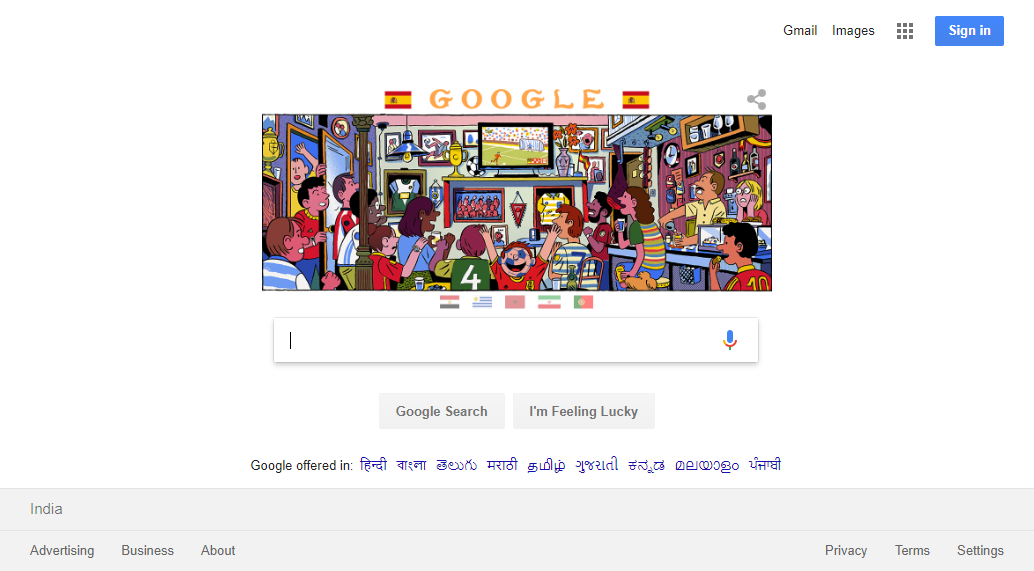 Gmail Images Sign in
GOOGLE
4
7
10
Google Search I'm Feeling Lucky
Google offered in: हिन्दी বাংলা తెలుగు मराठी தமிழ் ગુજરાતી ಕನ್ನಡ മലയാളം ਪੰਜਾਬੀ
India
Advertising Business About Privacy Terms Settings